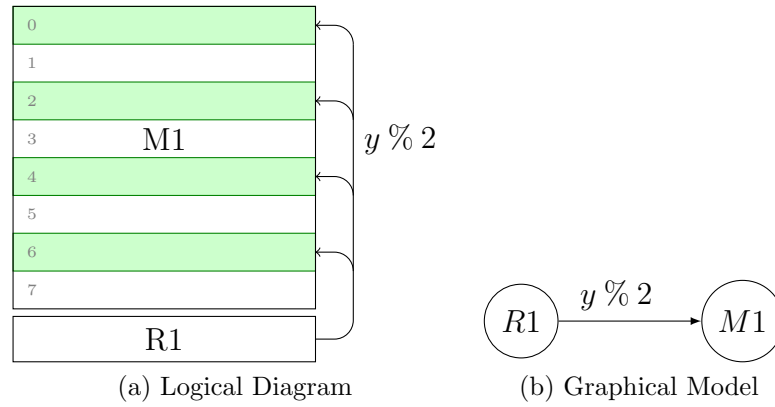 0
1
2
3
M1
y % 2
4
5
6
7
R1
(a) Logical Diagram
R1
y % 2
M1
(b) Graphical Model